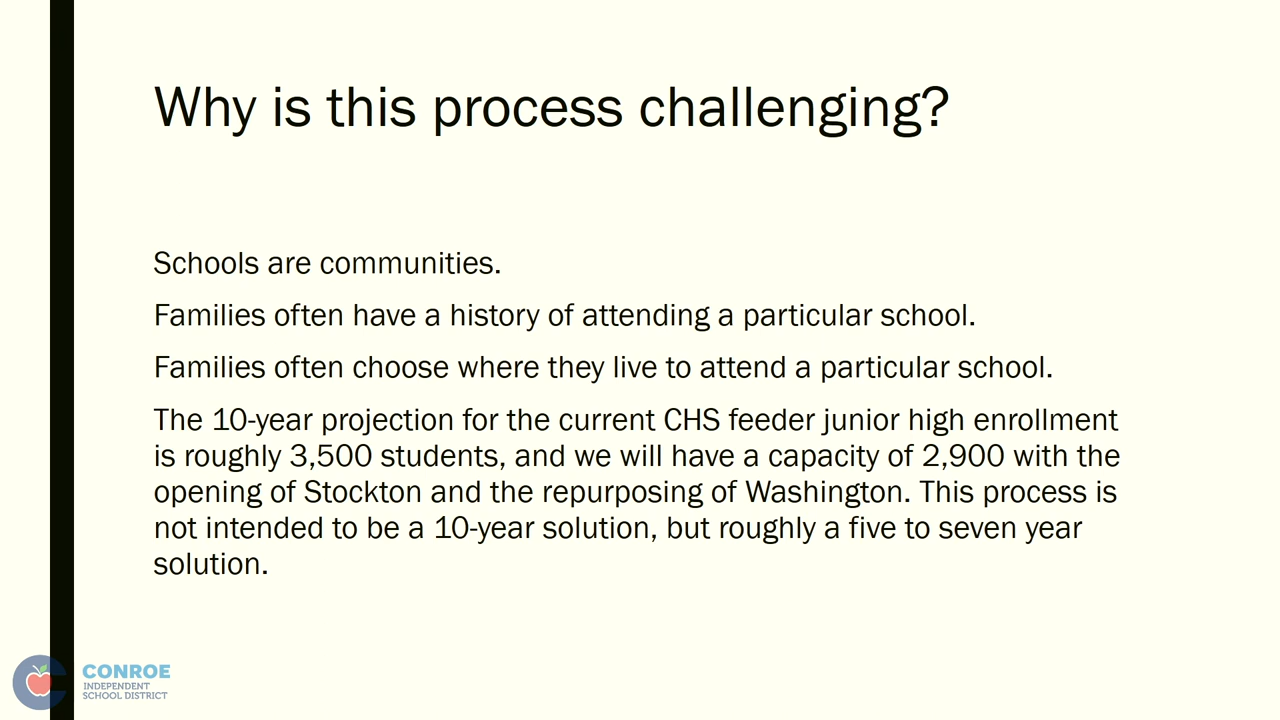 Why is this process challenging?
Schools are communities.
Families often have a history of attending a particular school.
Families often choose where they live to attend a particular school.
The 10-year projection for the current CHS feeder junior high enrollment
is roughly 3,500 students, and we will have a capacity of 2,900 with the
opening of Stockton and the repurposing of Washington. This process is
not intended to be a 10-year solution, but roughly a five to seven year
solution.
CONROE
INDEPENDENT
SCHOOL DISTRICT